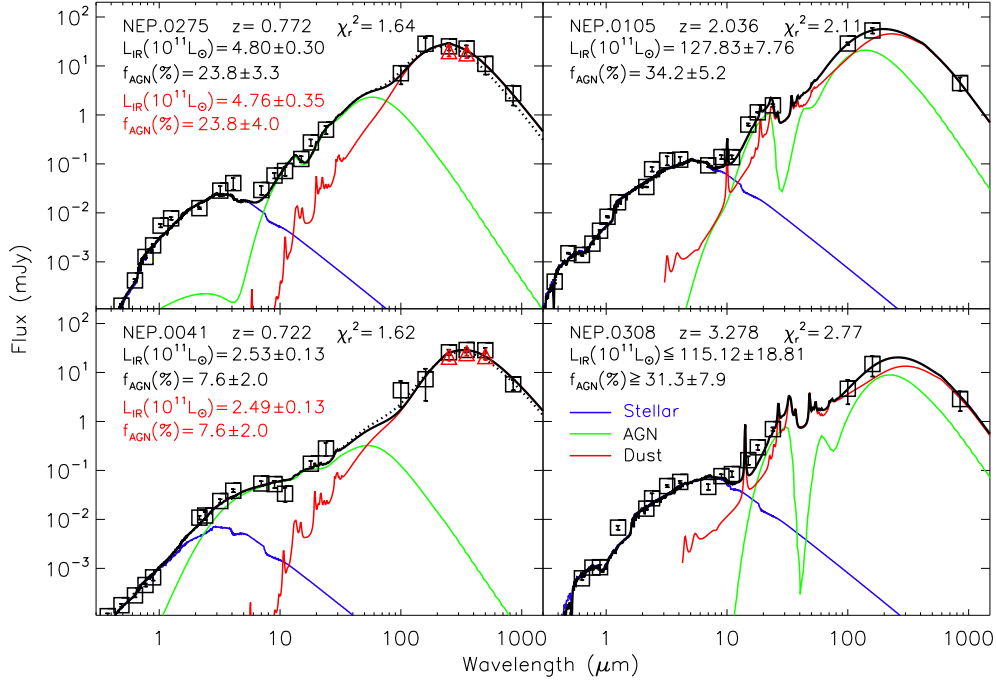 NEP.0275 z = 0.772 χr² = 1.64
LIR(10¹¹L⊙)=4.80±0.30
fAGN(%)=23.8±3.3
LIR(10¹¹L⊙)=4.76±0.35
fAGN(%)=23.8±4.0
NEP.0105 z = 2.036 χr² = 2.11
LIR(10¹¹L⊙)=127.83±7.76
fAGN(%)=34.2±5.2
10²
10¹
1
10⁻¹
10⁻²
10⁻³
NEP.0041 z = 0.722 χr² = 1.62
LIR(10¹¹L⊙)=2.53±0.13
fAGN(%)=7.6±2.0
LIR(10¹¹L⊙)=2.49±0.13
fAGN(%)=7.6±2.0
NEP.0308 z = 3.278 χr² = 2.77
LIR(10¹¹L⊙)≦115.12±18.81
fAGN(%)≧31.3±7.9
Stellar
AGN
Dust
10²
10¹
1
10⁻¹
10⁻²
10⁻³
Flux (mJy)
1 10 100 1000 1 10 100 1000
Wavelength (μm)